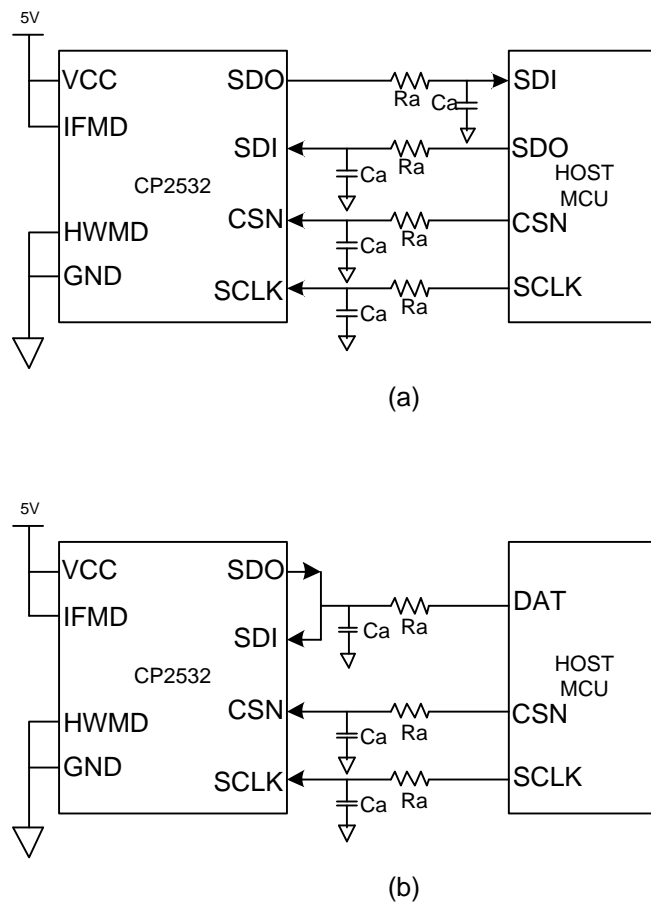 5V
VCC SDO Ra Ca SDI
IFMD
SDI Ca Ra SDO
CP2532 HOST
MCU
HWMD CSN Ca Ra CSN
GND
SCLK Ca Ra SCLK
(a)
5V
VCC SDO
IFMD Ca Ra DAT
SDI
CP2532 HOST
MCU
HWMD CSN Ca Ra CSN
GND
SCLK Ca Ra SCLK
(b)